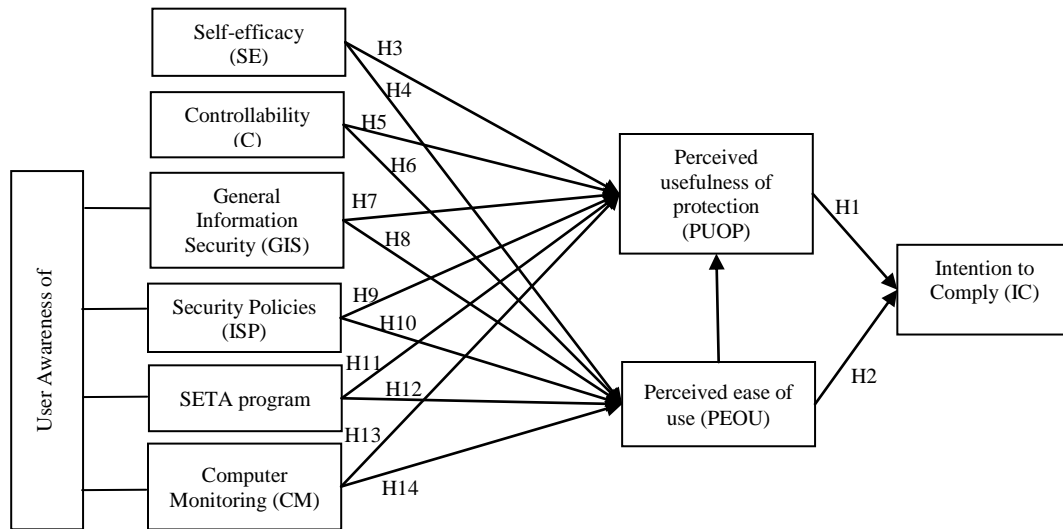 Self-efficacy
(SE)
Controllability
(C)
General
Information
Security (GIS)
Security Policies
(ISP)
SETA program
Computer
Monitoring (CM)
User Awareness of
H3
H4
H5
H6
H7
H8
H9
H10
H11
H12
H13
H14
Perceived
usefulness of
protection
(PUOP)
Perceived ease of
use (PEOU)
H1
H2
Intention to
Comply (IC)